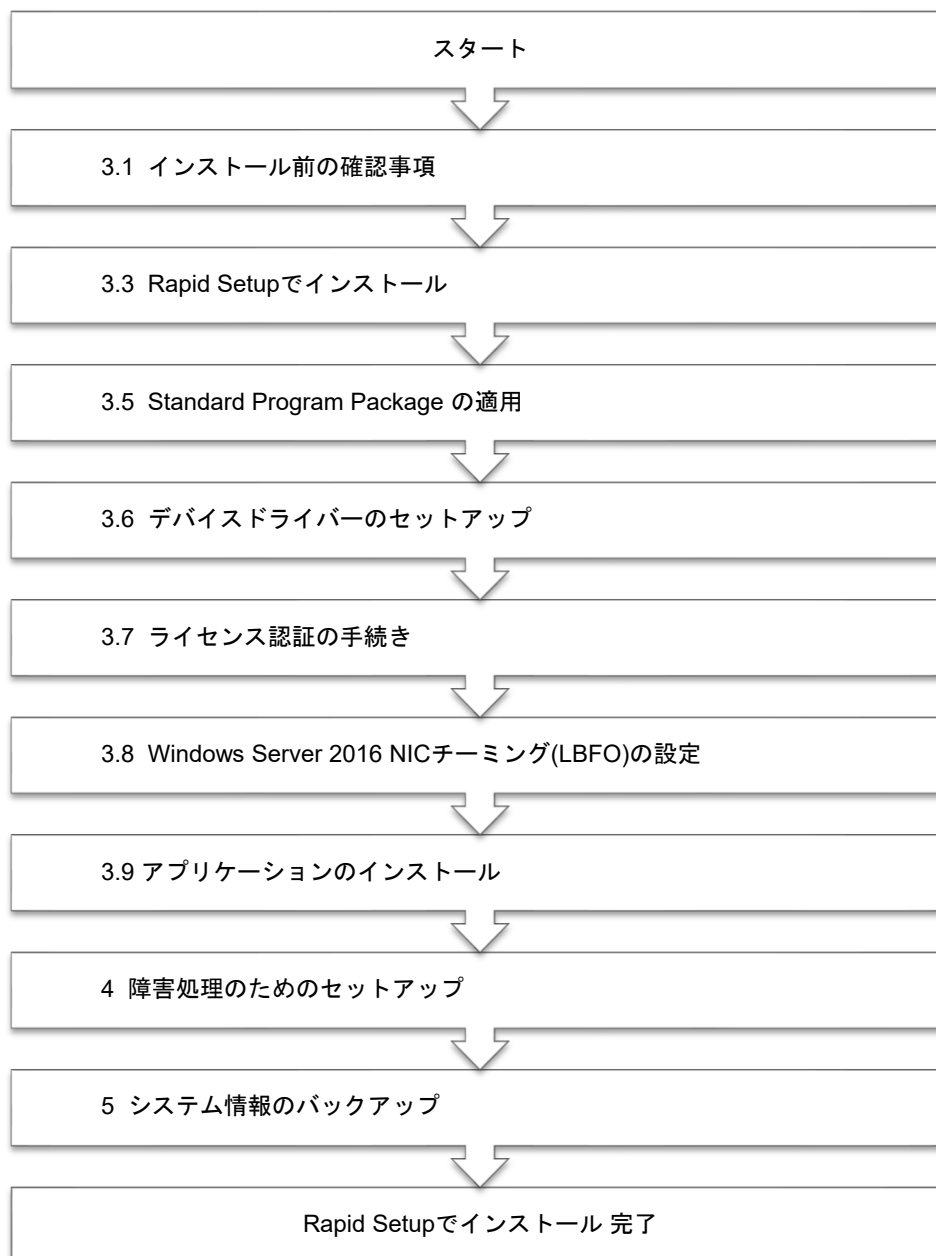 スタート
3.1 インストール前の確認事項
3.3 Rapid Setupでインストール
3.5 Standard Program Package の適用
3.6 デバイスドライバーのセットアップ
3.7 ライセンス認証の手続き
3.8 Windows Server 2016 NICチーミング(LBFO)の設定
3.9 アプリケーションのインストール
4 障害処理のためのセットアップ
5 システム情報のバックアップ
Rapid Setupでインストール 完了